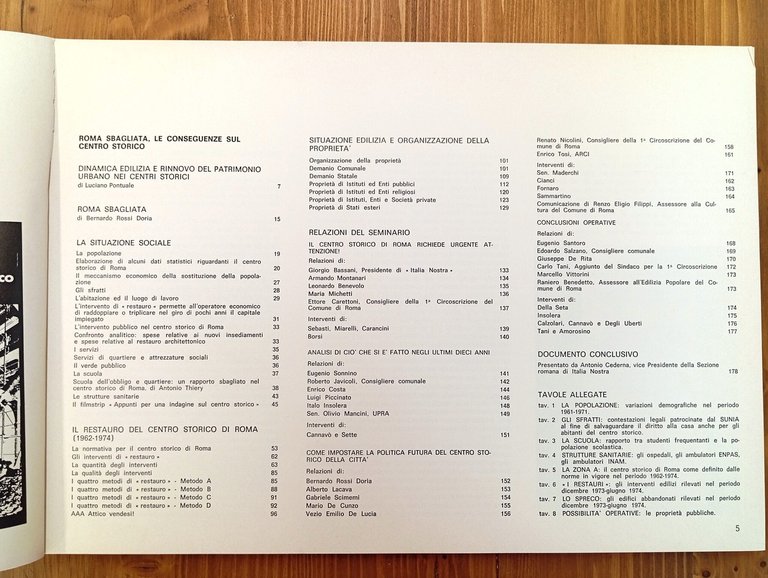 CO
ROMA SBAGLIATA, LE CONSEGUENZE SUL
CENTRO STORICO
DINAMICA EDILIZIA E RINNOVO DEL PATRIMONIO
URBANO NEI CENTRI STORICI
di Luciano Pontuale 7
ROMA SBAGLIATA
di Bernardo Rossi Doria 15
LA SITUAZIONE SOCIALE
La popolazione 19
Elaborazione di alcuni dati statistici riguardanti il centro
storico di Roma 20
Il meccanismo economico della sostituzione della popola-
zione 27
Gli sfratti 28
L'abitazione ed il luogo di lavoro 29
L'intervento di « restauro » permette all'operatore economico
di raddoppiare o triplicare nel giro di pochi anni il capitale
impiegato 31
L'intervento pubblico nel centro storico di Roma 33
Confronto analitico: spese relative ai nuovi insediamenti
e spese relative al restauro architettonico 33
I servizi 35
Servizi di quartiere e attrezzature sociali 36
Il verde pubblico 36
La scuola 37
Scuola dell'obbligo e quartiere: un rapporto sbagliato nel
centro storico di Roma, di Antonio Thiery 38
Le strutture sanitarie 43
Il filmstrip « Appunti per una indagine sul centro storico » 45
IL RESTAURO DEL CENTRO STORICO DI ROMA
(1962-1974)
La normativa per il centro storico di Roma 53
Gli interventi di « restauro » 62
La quantità degli interventi 63
La qualità degli interventi 85
I quattro metodi di « restauro » - Metodo A 85
I quattro metodi di « restauro » - Metodo B 88
I quattro metodi di « restauro » - Metodo C 91
I quattro metodi di « restauro » - Metodo D 92
AAA Attico vendesi! 96
SITUAZIONE EDILIZIA E ORGANIZZAZIONE DELLA
PROPRIETA'
Organizzazione della proprietà 101
Demanio Comunale 101
Demanio Statale 109
Proprietà di Istituti ed Enti pubblici 112
Proprietà di Istituti ed Enti religiosi 120
Proprietà di Istituti, Enti e Società private 123
Proprietà di Stati esteri 129
RELAZIONI DEL SEMINARIO
IL CENTRO STORICO DI ROMA RICHIEDE URGENTE AT-
TENZIONE!
Relazioni di:
Giorgio Bassani, Presidente di « Italia Nostra » 133
Armando Montanari 134
Leonardo Benevolo 135
Maria Michetti 136
Ettore Carettoni, Consigliere della 1ª Circoscrizione del
Comune di Roma 137
Interventi di:
Sebasti, Miarelli, Carancini 139
Borsi 140
ANALISI DI CIO' CHE SI E' FATTO NEGLI ULTIMI DIECI ANNI
Relazioni di:
Eugenio Sonnino 141
Roberto Javicoli, Consigliere comunale 142
Enrico Costa 144
Luigi Piccinato 146
Italo Insolera 148
Sen. Olivio Mancini, UPRA 149
Interventi di:
Cannavò e Sette 151
COME IMPOSTARE LA POLITICA FUTURA DEL CENTRO STO-
RICO DELLA CITTA'
Relazioni di:
Bernardo Rossi Doria 152
Alberto Lacava 153
Gabriele Scimemi 154
Mario De Cunzo 155
Vezio Emilio De Lucia 156
Renato Nicolini, Consigliere della 1ª Circoscrizione del Co-
mune di Roma 158
Enrico Tosi, ARCI 161
Interventi di:
Sen. Maderchi 171
Cianci 162
Fornaro 163
Sammartino 164
Comunicazione di Renzo Eligio Filippi, Assessore alla Cul-
tura del Comune di Roma 165
CONCLUSIONI OPERATIVE
Relazioni di:
Eugenio Santoro 168
Edoardo Salzano, Consigliere comunale 169
Giuseppe De Rita 170
Carlo Tani, Aggiunto del Sindaco per la 1ª Circoscrizione 172
Marcello Vittorini 173
Raniero Benedetto, Assessore all'Edilizia Popolare del Co-
mune di Roma 173
Interventi di:
Della Seta 174
Insolera 175
Calzolari, Cannavò e Degli Uberti 176
Tani e Amorosino 177
DOCUMENTO CONCLUSIVO
Presentato da Antonio Cederna, vice Presidente della Sezione
romana di Italia Nostra 178
TAVOLE ALLEGATE
tav. 1 LA POPOLAZIONE: variazioni demografiche nel periodo
1961-1971.
tav. 2 GLI SFRATTI: contestazioni legali patrocinate dal SUNIA
al fine di salvaguardare il diritto alla casa anche per gli
abitanti del centro storico.
tav. 3 LA SCUOLA: rapporto tra studenti frequentanti e la po-
polazione scolastica.
tav. 4 STRUTTURE SANITARIE: gli ospedali, gli ambulatori ENPAS,
gli ambulatori INAM.
tav. 5 LA ZONA A: il centro storico di Roma come definito dalle
norme in vigore nel periodo 1962-1974.
tav. 6 « I RESTAURI »: gli interventi edilizi rilevati nel periodo
dicembre 1973-giugno 1974.
tav. 7 LO SPRECO: gli edifici abbandonati rilevati nel periodo
dicembre 1973-giugno 1974.
tav. 8 POSSIBILITA' OPERATIVE: le proprietà pubbliche.
5